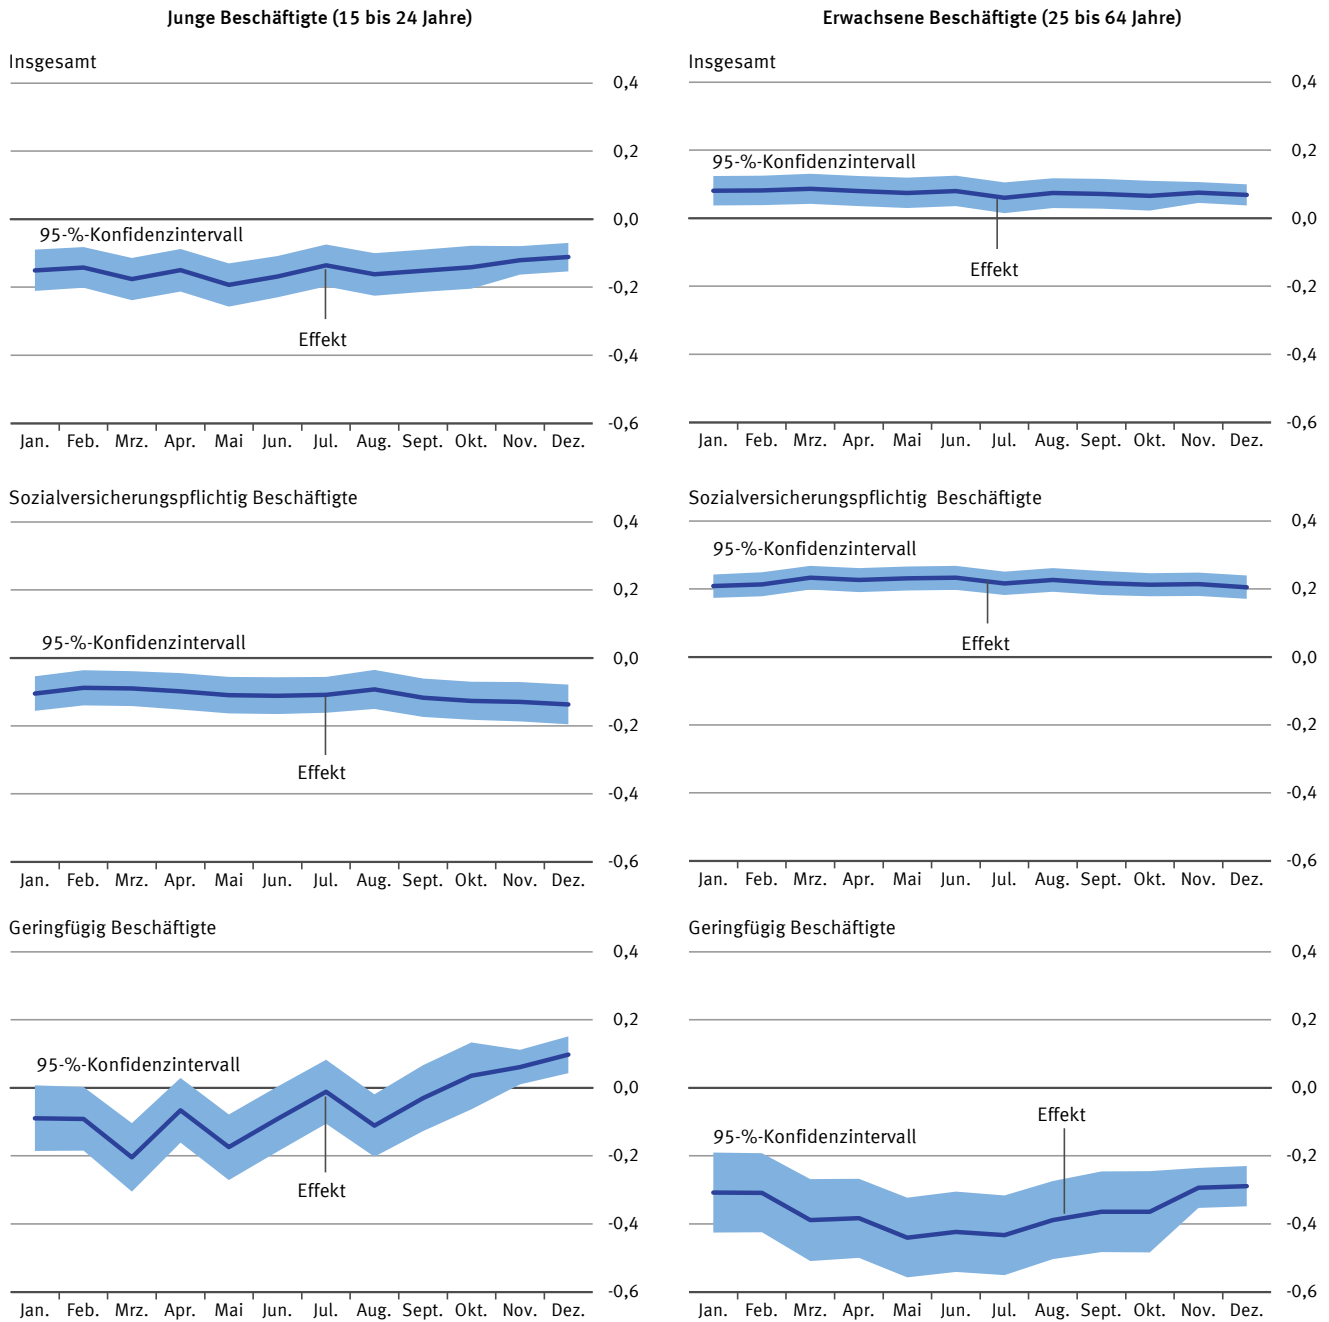 Junge Beschäftigte (15 bis 24 Jahre)
Insgesamt
0,4
0,2
0,0
95-%-Konfidenzintervall
-0,2
Effekt
-0,4
-0,6
Jan. Feb. Mrz. Apr. Mai Jun. Jul. Aug. Sept. Okt. Nov. Dez.
Sozialversicherungspflichtig Beschäftigte
0,4
0,2
95-%-Konfidenzintervall
0,0
-0,2
Effekt
-0,4
-0,6
Jan. Feb. Mrz. Apr. Mai Jun. Jul. Aug. Sept. Okt. Nov. Dez.
Geringfügig Beschäftigte
0,4
0,2
95-%-Konfidenzintervall
0,0
-0,2
Effekt
-0,4
-0,6
Jan. Feb. Mrz. Apr. Mai Jun. Jul. Aug. Sept. Okt. Nov. Dez.
Erwachsene Beschäftigte (25 bis 64 Jahre)
Insgesamt
0,4
0,2
95-%-Konfidenzintervall
0,0
Effekt
-0,2
-0,4
-0,6
Jan. Feb. Mrz. Apr. Mai Jun. Jul. Aug. Sept. Okt. Nov. Dez.
Sozialversicherungspflichtig Beschäftigte
0,4
95-%-Konfidenzintervall
0,2
Effekt
0,0
-0,2
-0,4
-0,6
Jan. Feb. Mrz. Apr. Mai Jun. Jul. Aug. Sept. Okt. Nov. Dez.
Geringfügig Beschäftigte
0,4
0,2
0,0
Effekt
95-%-Konfidenzintervall
-0,2
-0,4
-0,6
Jan. Feb. Mrz. Apr. Mai Jun. Jul. Aug. Sept. Okt. Nov. Dez.